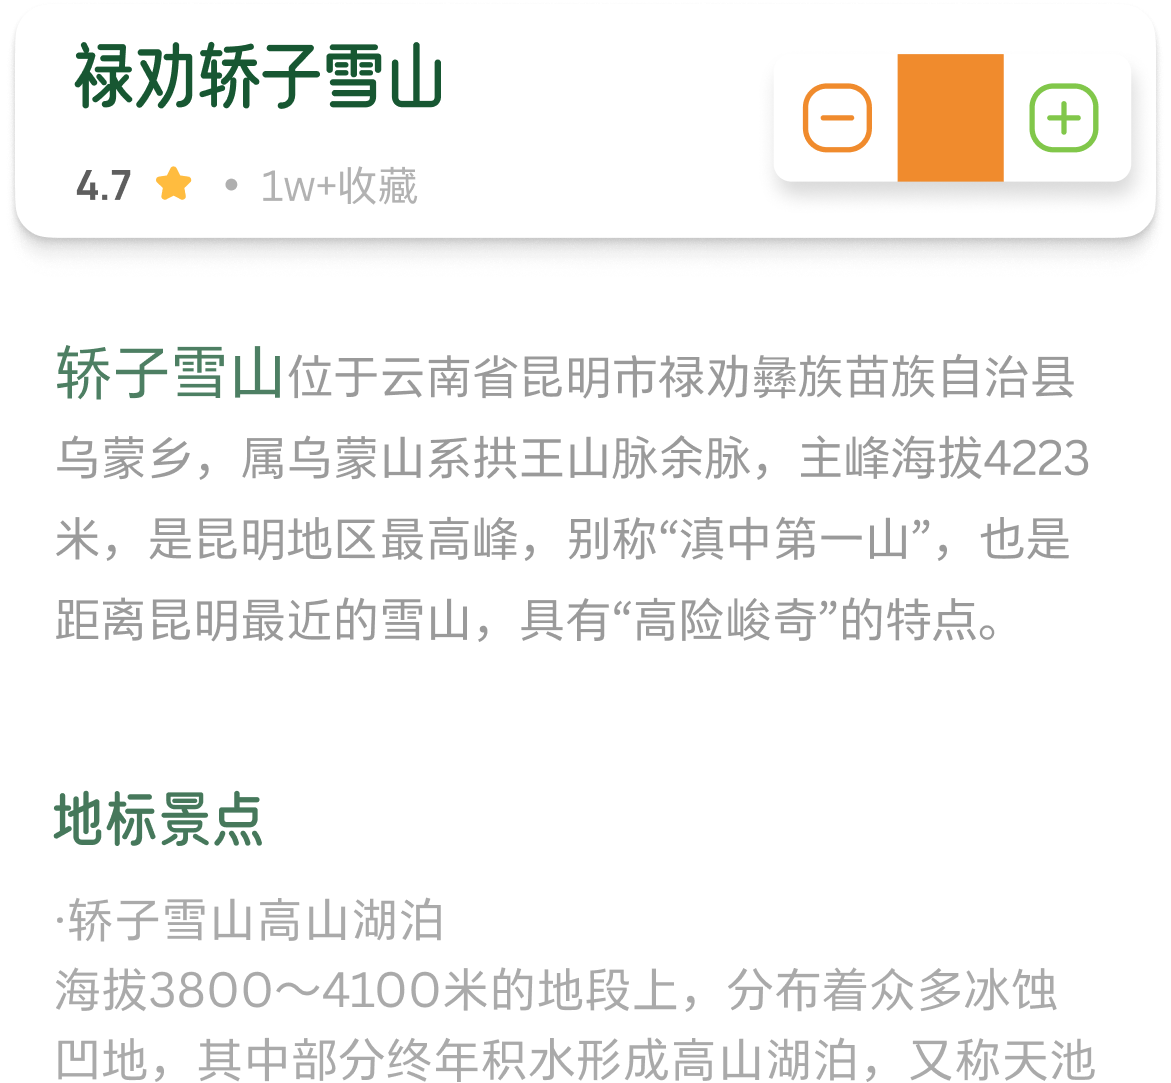 禄劝轿子雪山
4.7 • 1w+收藏
轿子雪山位于云南省昆明市禄劝彝族苗族自治县
乌蒙乡，属乌蒙山系拱王山脉余脉，主峰海拔4223
米，是昆明地区最高峰，别称“滇中第一山”，也是
距离昆明最近的雪山，具有“高险峻奇”的特点。
地标景点
·轿子雪山高山湖泊
海拔3800～4100米的地段上，分布着众多冰蚀
凹地，其中部分终年积水形成高山湖泊，又称天池